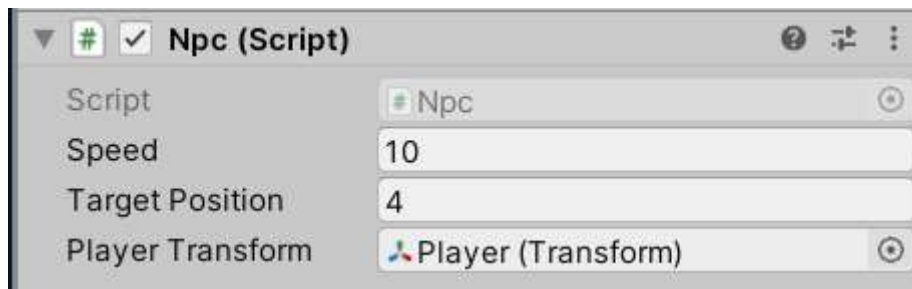 # Npc (Script)
Script # Npc
Speed 10
Target Position 4
Player Transform Player (Transform)